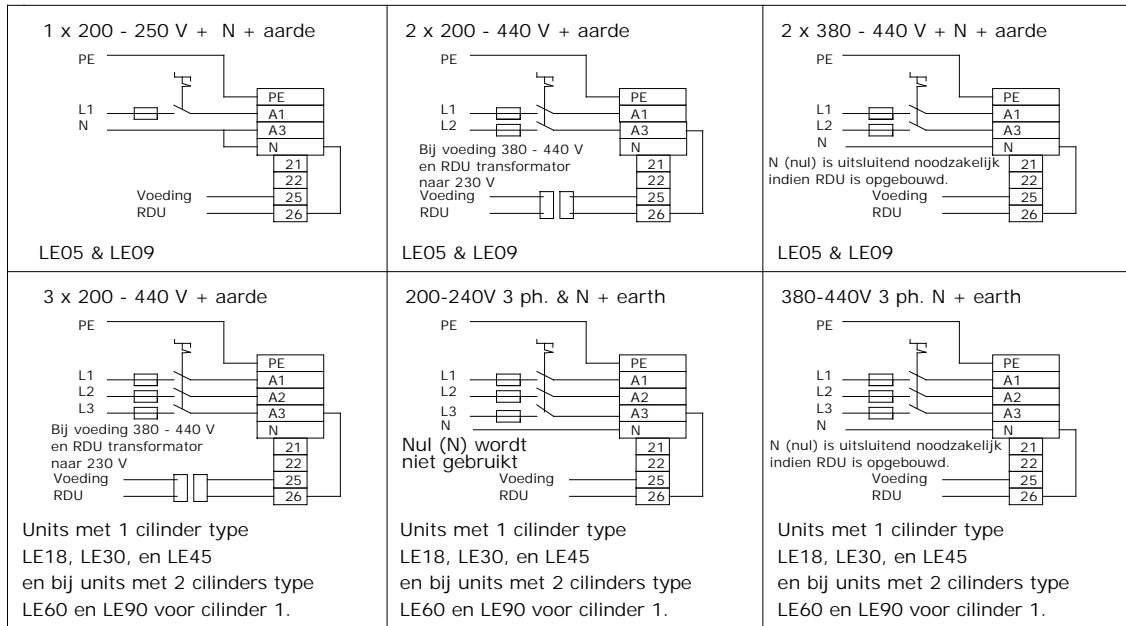 1 x 200 - 250 V + N + aarde
PE
L1
N
PE
A1
A3
N
21
22
25
26
Voeding
RDU
LE05 & LE09
2 x 200 - 440 V + aarde
PE
L1
L2
PE
A1
A3
N
Bij voeding 380 - 440 V
en RDU transformator
naar 230 V
Voeding
RDU
21
22
25
26
LE05 & LE09
2 x 380 - 440 V + N + aarde
PE
L1
L2
N
PE
A1
A3
N
N (nul) is uitsluitend noodzakelijk
indien RDU is opgebouwd.
Voeding
RDU
21
22
25
26
LE05 & LE09
3 x 200 - 440 V + aarde
PE
L1
L2
L3
PE
A1
A2
A3
N
Bij voeding 380 - 440 V
en RDU transformator
naar 230 V
Voeding
RDU
21
22
25
26
Units met 1 cilinder type
LE18, LE30, en LE45
en bij units met 2 cilinders type
LE60 en LE90 voor cilinder 1.
200-240V 3 ph. & N + earth
PE
L1
L2
L3
N
PE
A1
A2
A3
N
Nul (N) wordt
niet gebruikt
Voeding
RDU
21
22
25
26
Units met 1 cilinder type
LE18, LE30, en LE45
en bij units met 2 cilinders type
LE60 en LE90 voor cilinder 1.
380-440V 3 ph. N + earth
PE
L1
L2
L3
N
PE
A1
A2
A3
N
N (nul) is uitsluitend noodzakelijk
indien RDU is opgebouwd.
Voeding
RDU
21
22
25
26
Units met 1 cilinder type
LE18, LE30, en LE45
en bij units met 2 cilinders type
LE60 en LE90 voor cilinder 1.